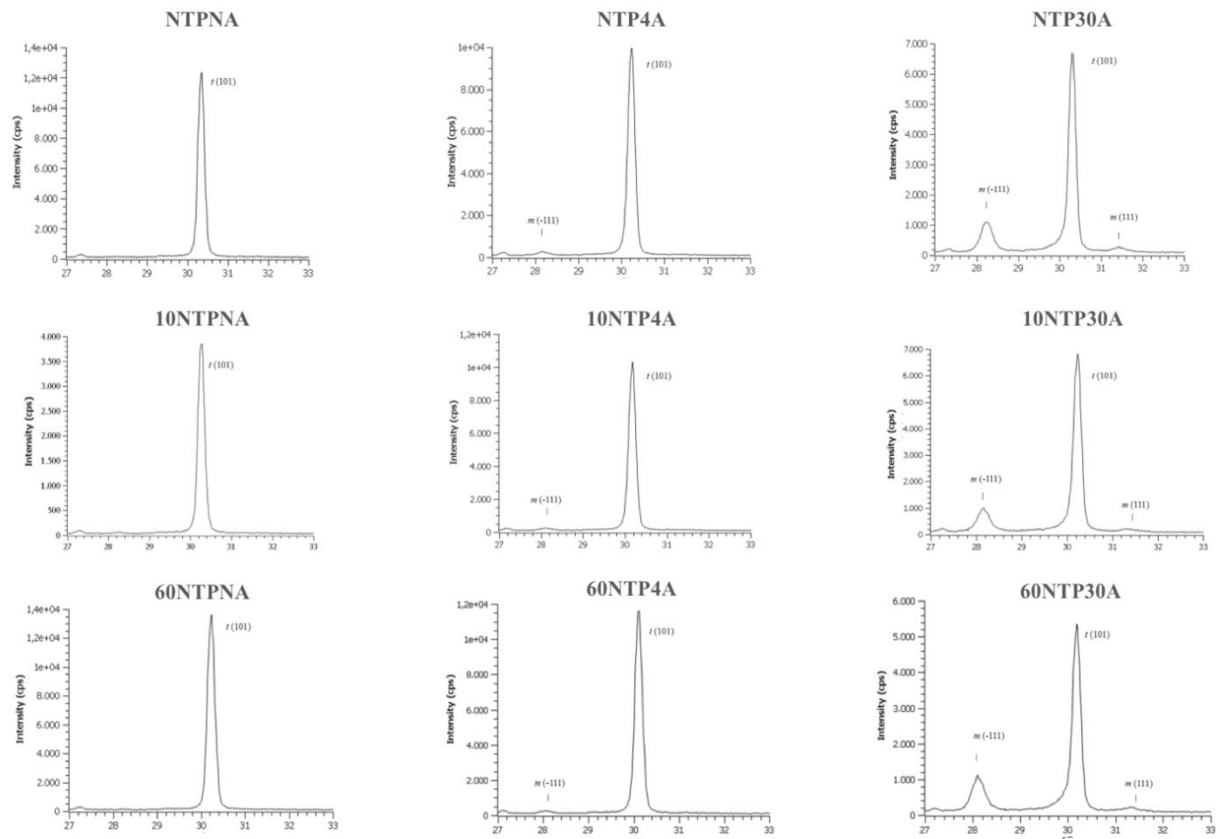 NTPNA
1,4e+04
1,2e+04
1e+04
8.000
6.000
4.000
2.000
0
Intensity (cps)
t (101)
27 28 29 30 31 32 33
NTP4A
1e+04
8.000
6.000
4.000
2.000
0
Intensity (cps)
t (101)
m (-111)
27 28 29 30 31 32 33
NTP30A
7.000
6.000
5.000
4.000
3.000
2.000
1.000
0
Intensity (cps)
t (101)
m (-111)
m (111)
27 28 29 30 31 32 33
10NTPNA
4.000
3.500
3.000
2.500
2.000
1.500
1.000
500
0
Intensity (cps)
t (101)
27 28 29 30 31 32 33
10NTP4A
1,2e+04
1e+04
8.000
6.000
4.000
2.000
0
Intensity (cps)
t (101)
m (-111)
27 28 29 30 31 32 33
10NTP30A
7.000
6.000
5.000
4.000
3.000
2.000
1.000
0
Intensity (cps)
t (101)
m (-111)
m (111)
27 28 29 30 31 32 33
60NTPNA
1,4e+04
1,2e+04
1e+04
8.000
6.000
4.000
2.000
0
Intensity (cps)
t (101)
27 28 29 30 31 32 33
60NTP4A
1,2e+04
1e+04
8.000
6.000
4.000
2.000
0
Intensity (cps)
t (101)
m (-111)
27 28 29 30 31 32 33
60NTP30A
6.000
5.000
4.000
3.000
2.000
1.000
0
Intensity (cps)
t (101)
m (-111)
m (111)
27 28 29 30 31 32 33